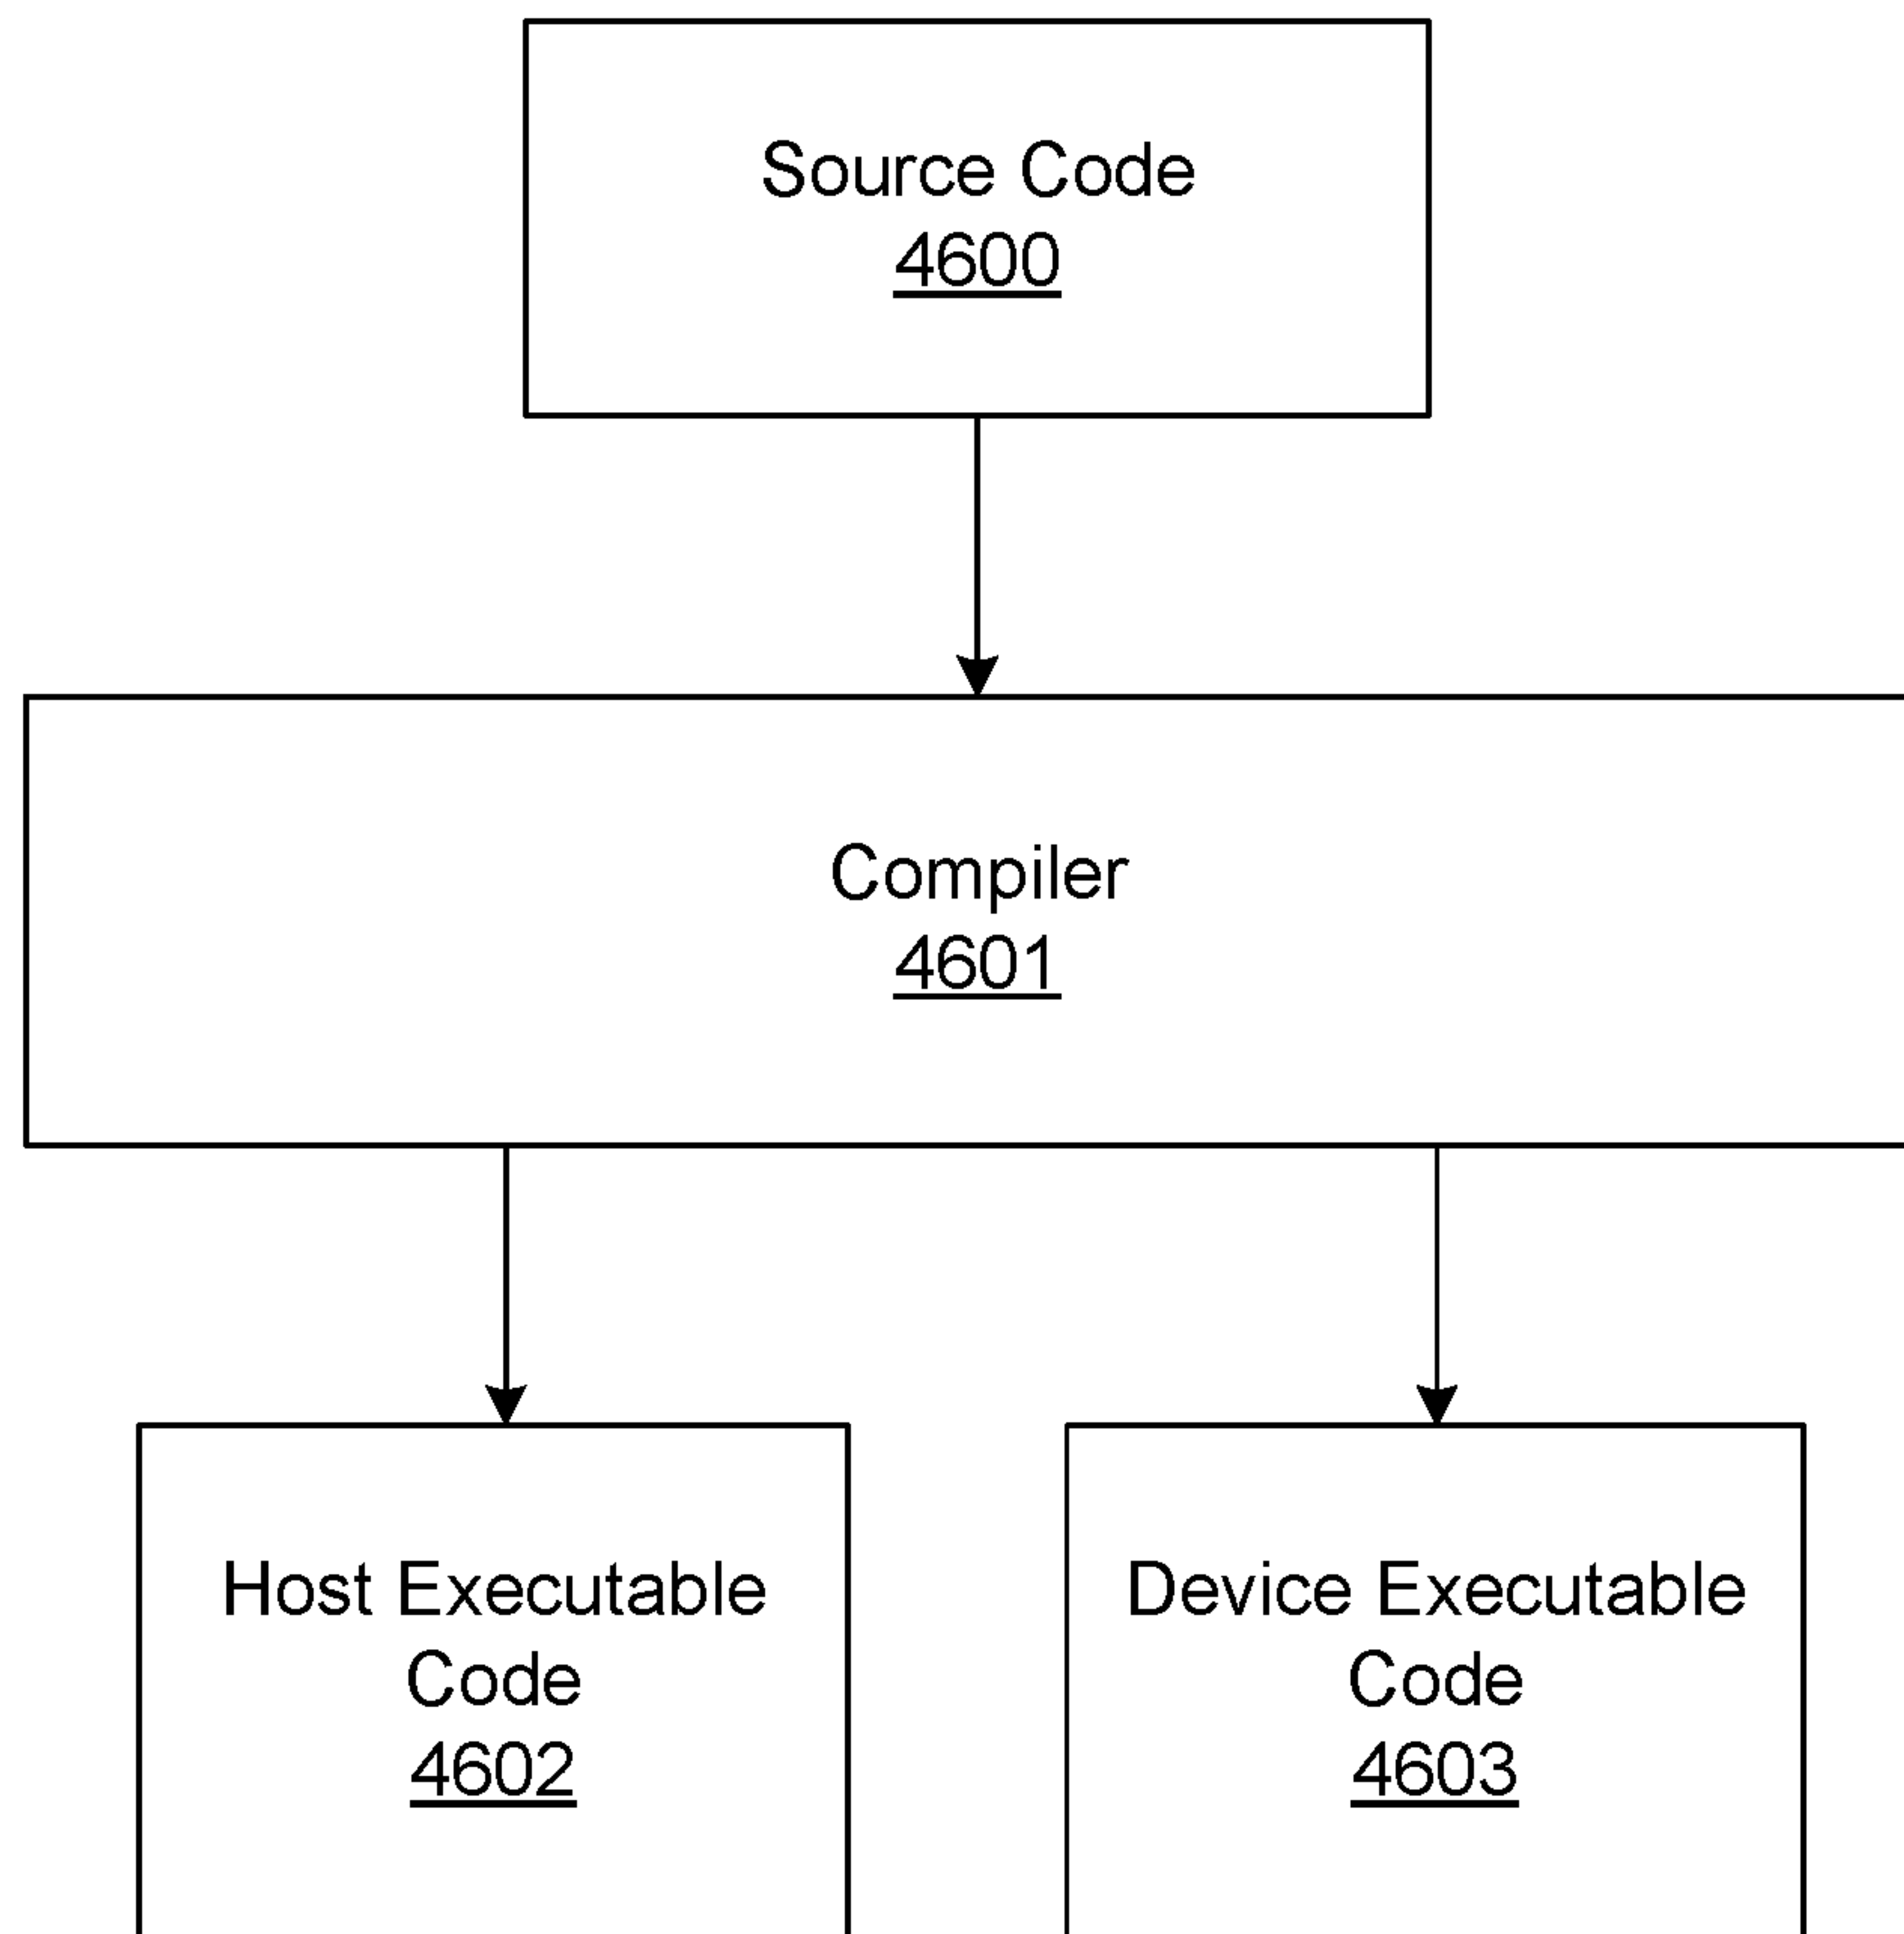 Source Code
4600
Compiler
4601
Host Executable
Code
4602
Device Executable
Code
4603